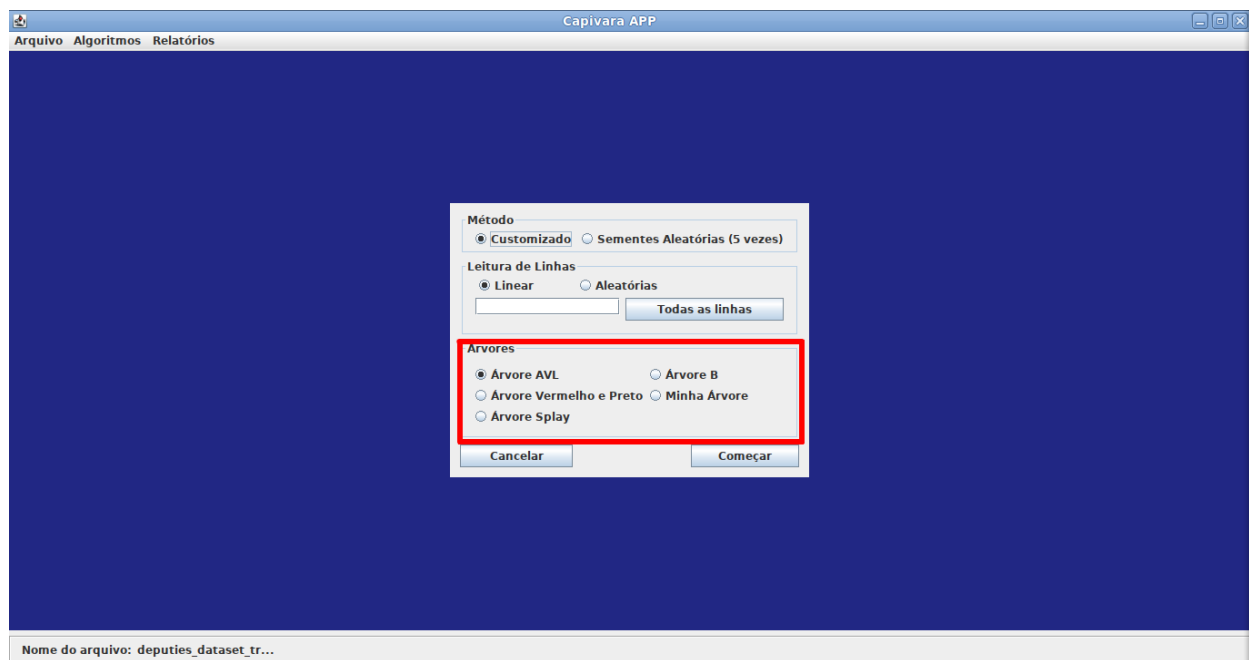 Capivara APP
Arquivo Algoritmos Relatórios
Método
Customizado Sementes Aleatórias (5 vezes)
Leitura de Linhas
Linear Aleatórias
Todas as linhas
Árvores
Árvore AVL Árvore B
Árvore Vermelho e Preto Minha Árvore
Árvore Splay
Cancelar Começar
Nome do arquivo: deputies_dataset_tr...